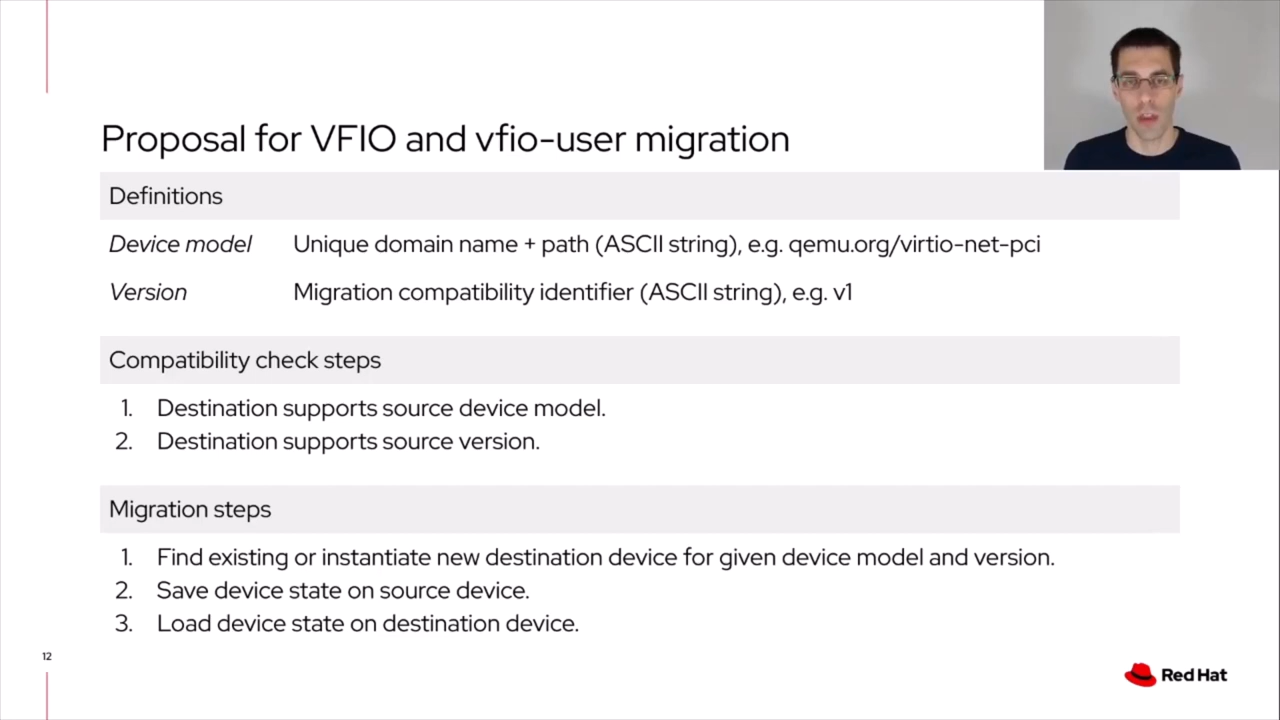 Proposal for VFIO and vfio-user migration
Definitions
Device model Unique domain name + path (ASCII string), e.g. qemu.org/virtio-net-pci
Version Migration compatibility identifier (ASCII string), e.g. v1
Compatibility check steps
1. Destination supports source device model.
2. Destination supports source version.
Migration steps
1. Find existing or instantiate new destination device for given device model and version.
2. Save device state on source device.
3. Load device state on destination device.
12
Red Hat